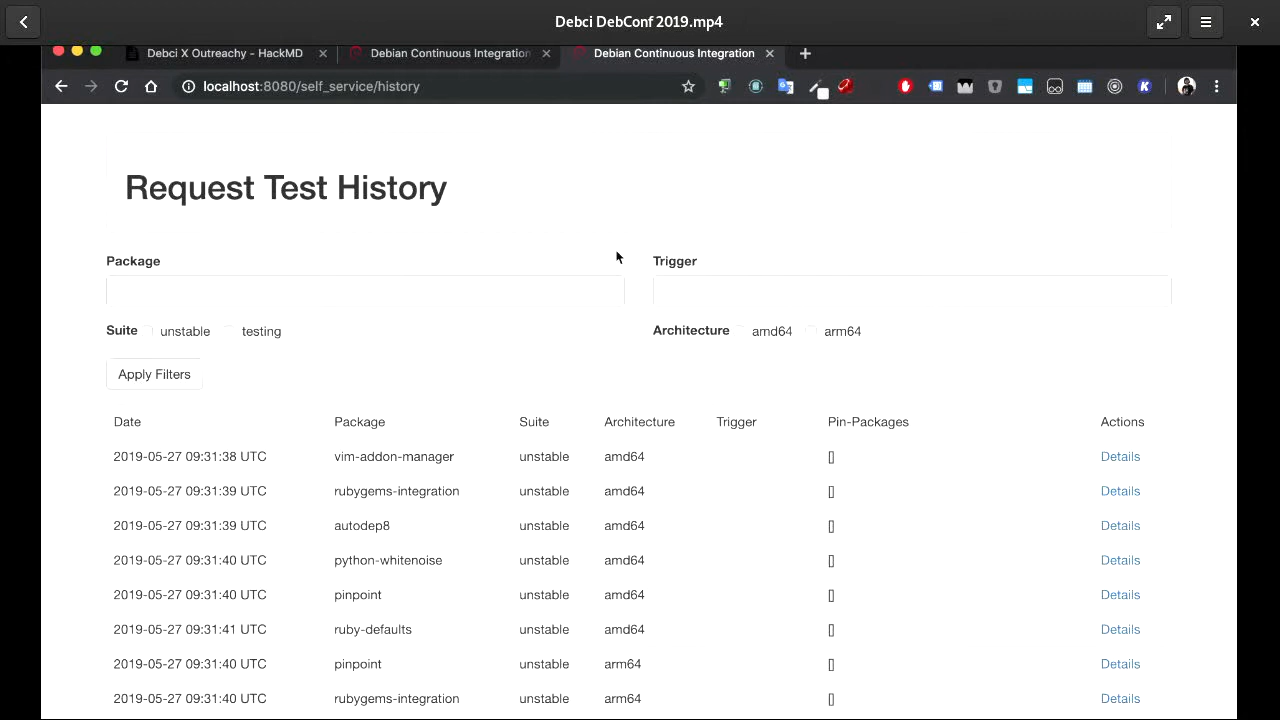 Debci DebConf 2019.mp4
Debci X Outreachy - HackMD
Debian Continuous Integration
Debian Continuous Integration
localhost:8080/self_service/history
Request Test History
Package
Trigger
Suite unstable testing
Architecture amd64 arm64
Apply Filters
Date Package Suite Architecture Trigger Pin-Packages Actions
2019-05-27 09:31:38 UTC vim-addon-manager unstable amd64 [] Details
2019-05-27 09:31:39 UTC rubygems-integration unstable amd64 [] Details
2019-05-27 09:31:39 UTC autodep8 unstable amd64 [] Details
2019-05-27 09:31:40 UTC python-whitenoise unstable amd64 [] Details
2019-05-27 09:31:40 UTC pinpoint unstable amd64 [] Details
2019-05-27 09:31:41 UTC ruby-defaults unstable amd64 [] Details
2019-05-27 09:31:40 UTC pinpoint unstable arm64 [] Details
2019-05-27 09:31:40 UTC rubygems-integration unstable arm64 [] Details